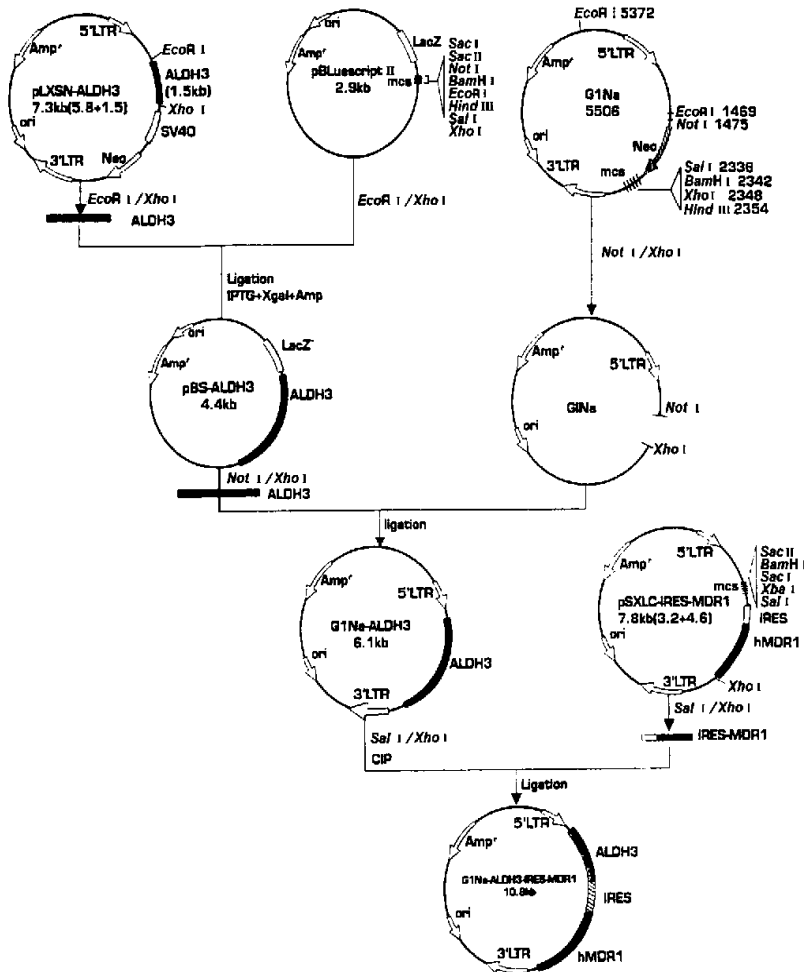 5'LTR
Amp^r
EcoR I
ALDH3
(1.5kb)
pLXSN-ALDH3
7.3kb(5.8+1.5)
Xho I
ori
SV40
3'LTR
Neo
EcoR I/Xho I
ALDH3
ori
LacZ
Amp^r
pBLuescript II
2.9kb
mcs
Sac I
Sac II
Not I
BamH I
EcoR I
Hind III
Sal I
Xho I
EcoR I/Xho I
EcoR I 5372
5'LTR
Amp^r
G1Na
5506
EcoR I 1469
Not I 1475
ori
Neo
mcs
3'LTR
Sal I 2338
BamH I 2342
Xho I 2348
Hind III 2354
Not I/Xho I
Ligation
IPTG+Xgal+Amp
ori
LacZ
Amp^r
pBS-ALDH3
4.4kb
ALDH3
Not I/Xho I
ALDH3
Amp^r
5'LTR
GINa
Not I
ori
Xho I
ligation
Amp^r
5'LTR
G1Na-ALDH3
6.1kb
ori
ALDH3
3'LTR
Sal I/Xho I
CIP
5'LTR
Amp^r
mcs
Sac II
BamH I
Sac I
Xba I
Sal I
pSXLC-IRES-MDR1
7.8kb(3.2+4.6)
IRES
hMDR1
ori
3'LTR
Xho I
Sal I/Xho I
IRES-MDR1
Ligation
5'LTR
Amp^r
ALDH3
G1Na-ALDH3-IRES-MDR1
10.8kb
IRES
ori
3'LTR
hMDR1